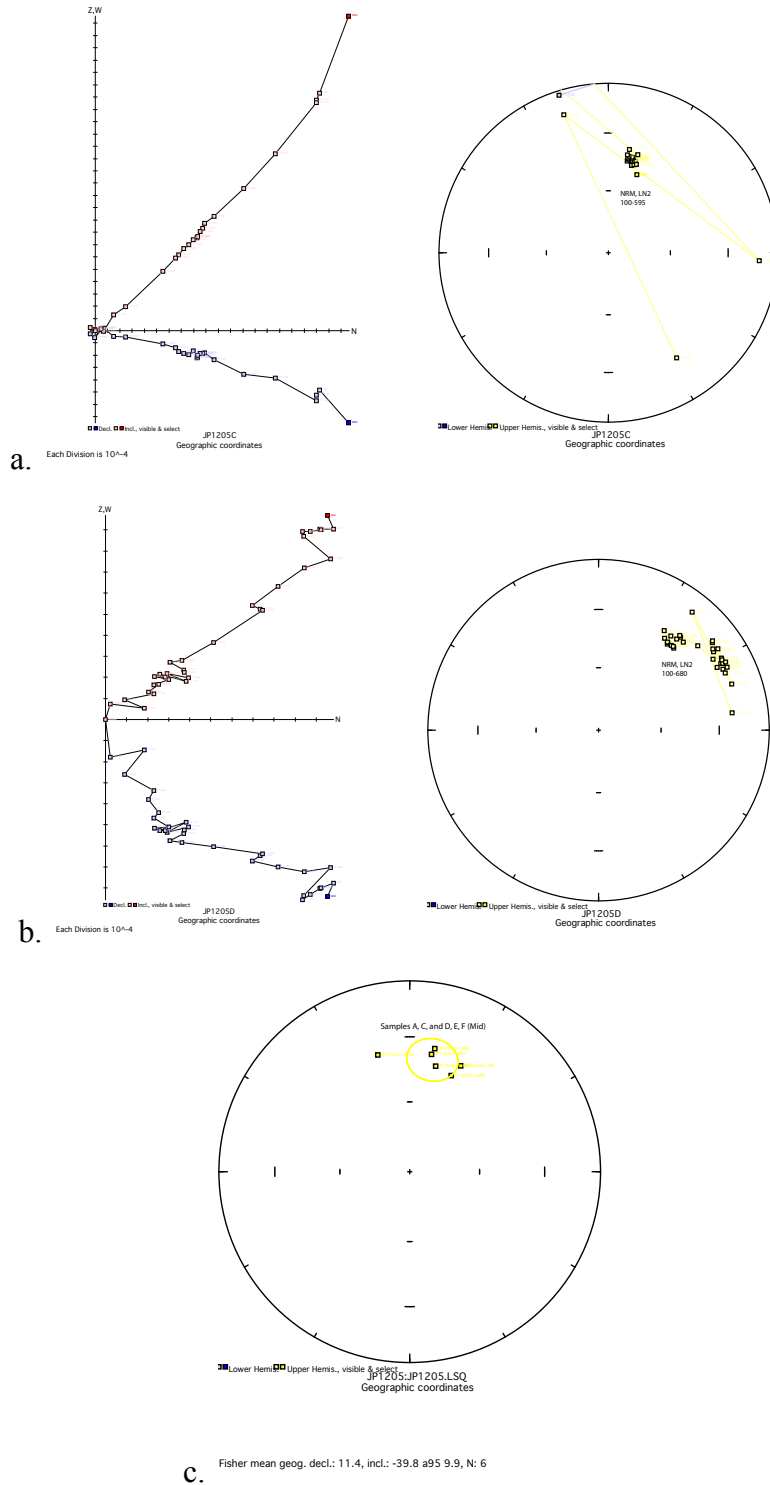 Z,W
N
Decl. Incl., visible & select
JP1205C
Geographic coordinates
Each Division is 10^-4
a.
NRM, LN2
100-595
Lower Hemis. Upper Hemis., visible & select
JP1205C
Geographic coordinates
Z,W
N
Decl. Incl., visible & select
JP1205D
Geographic coordinates
Each Division is 10^-4
b.
NRM, LN2
100-680
Lower Hemis. Upper Hemis., visible & select
JP1205D
Geographic coordinates
Samples A, C, and D, E, F (Mid)
Lower Hemis. Upper Hemis., visible & select
JP1205:JP1205.LSQ
Geographic coordinates
c.
Fisher mean geog. decl.: 11.4, incl.: -39.8 a95 9.9, N: 6